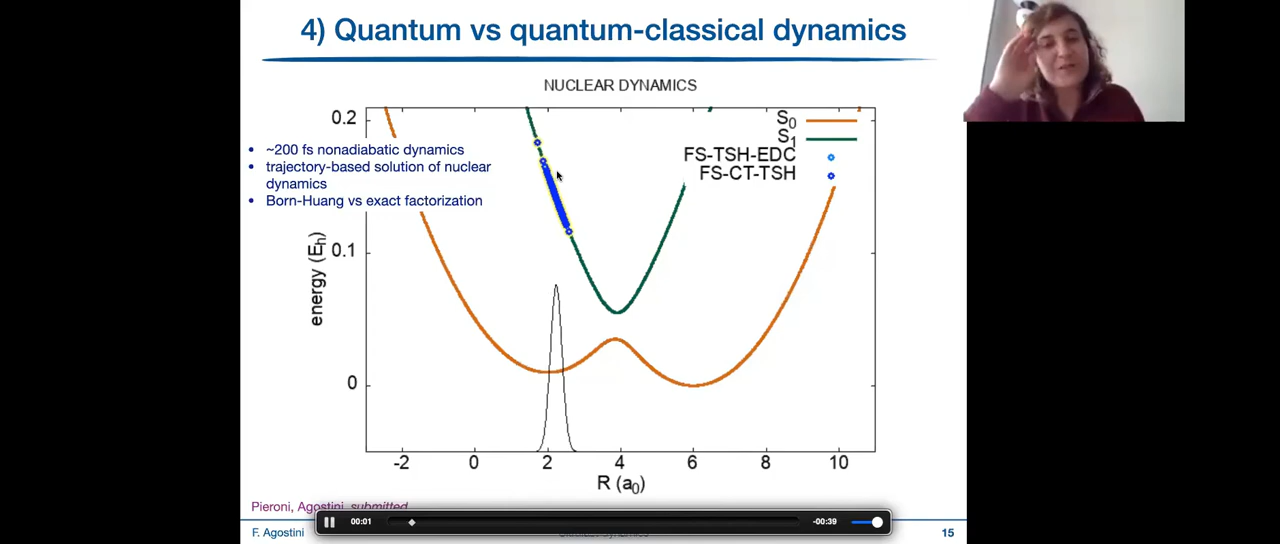 4) Quantum vs quantum-classical dynamics
NUCLEAR DYNAMICS
0.2
S0
S1
• ~200 fs nonadiabatic dynamics
FS-TSH-EDC
• trajectory-based solution of nuclear
dynamics
FS-CT-TSH
• Born-Huang vs exact factorization
0.1
energy (Eh)
0
-2 0 2 4 6 8 10
R (a0)
Pieroni, Agostini, submitted
00:01
-00:39
F. Agostini
15